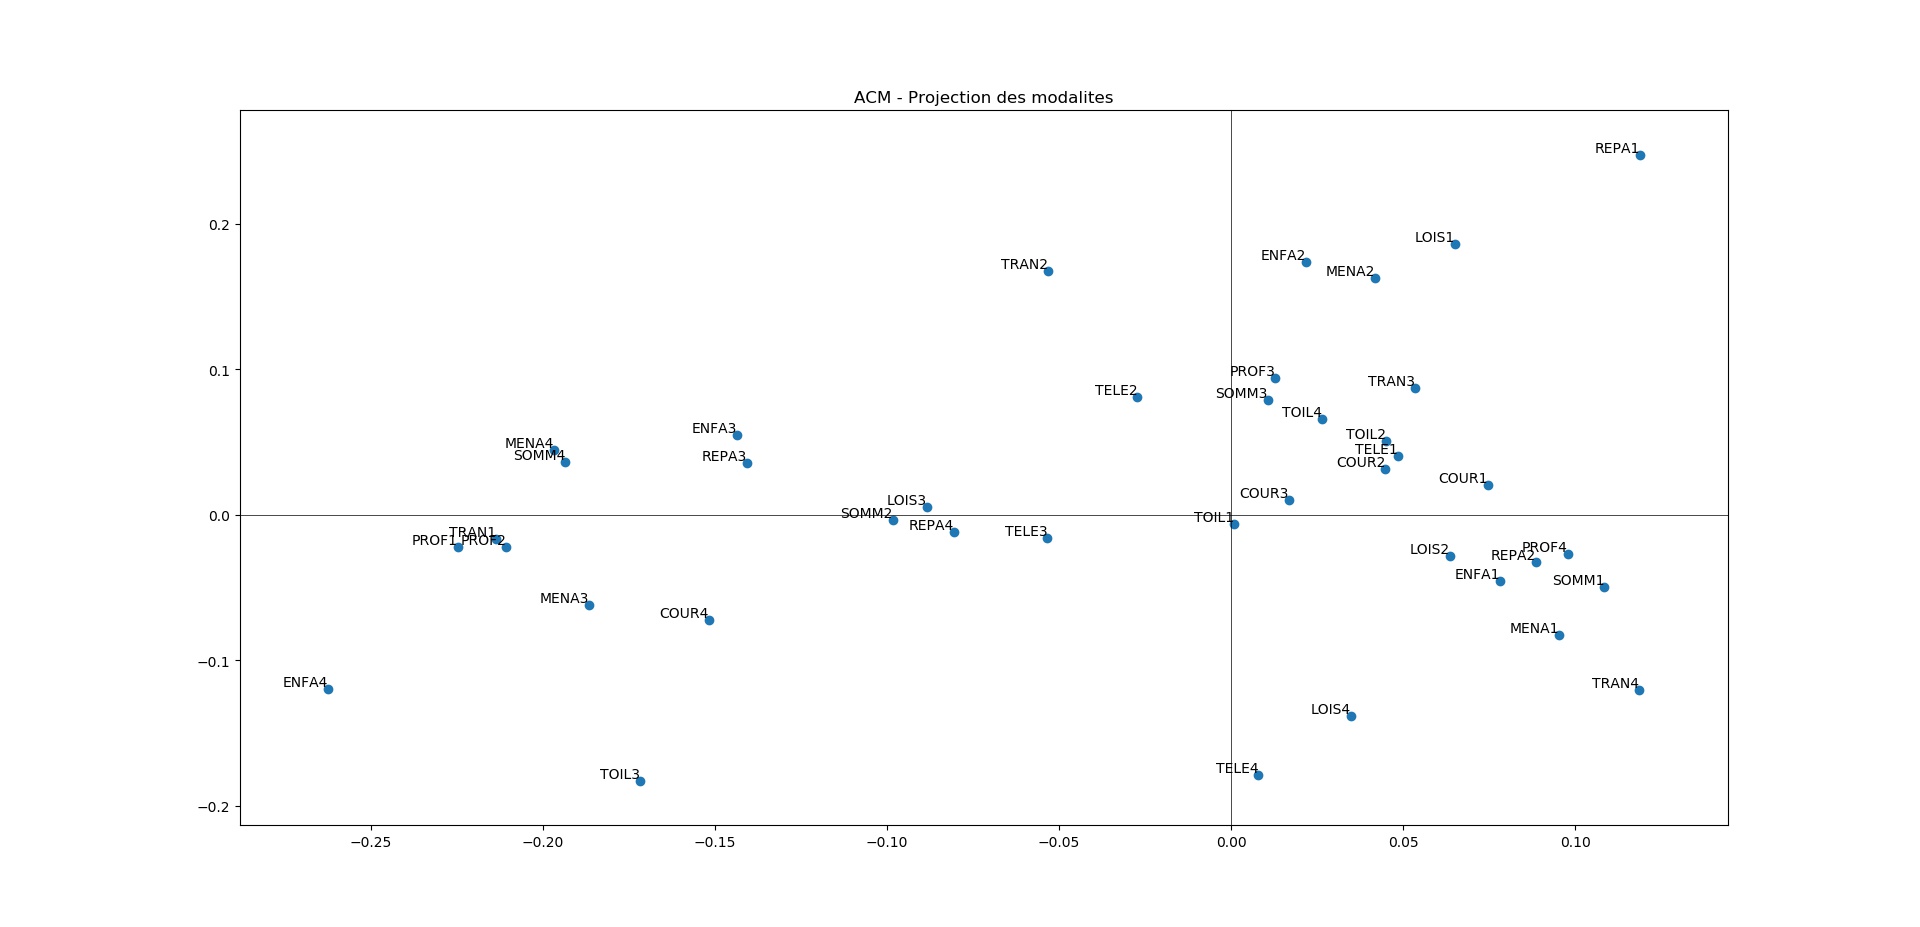 ACM - Projection des modalites
REPA1
LOIS1
0.2
ENFA2
TRAN2
MENA2
PROF3
0.1
TRAN3
TELE2
SOMM3
TOIL4
ENFA3
TOIL2
MENA4
TELE1
SOMM4
REPA3
COUR2
COUR1
COUR3
LOIS3
SOMM2
0.0
TOIL1
REPA4
TELE3
TRAN1
PROF1
PROF2
PROF4
LOIS2
REPA2
ENFA1
SOMM1
MENA3
COUR4
MENA1
−0.1
ENFA4
TRAN4
LOIS4
TELE4
TOIL3
−0.2
−0.25 −0.20 −0.15 −0.10 −0.05 0.00 0.05 0.10